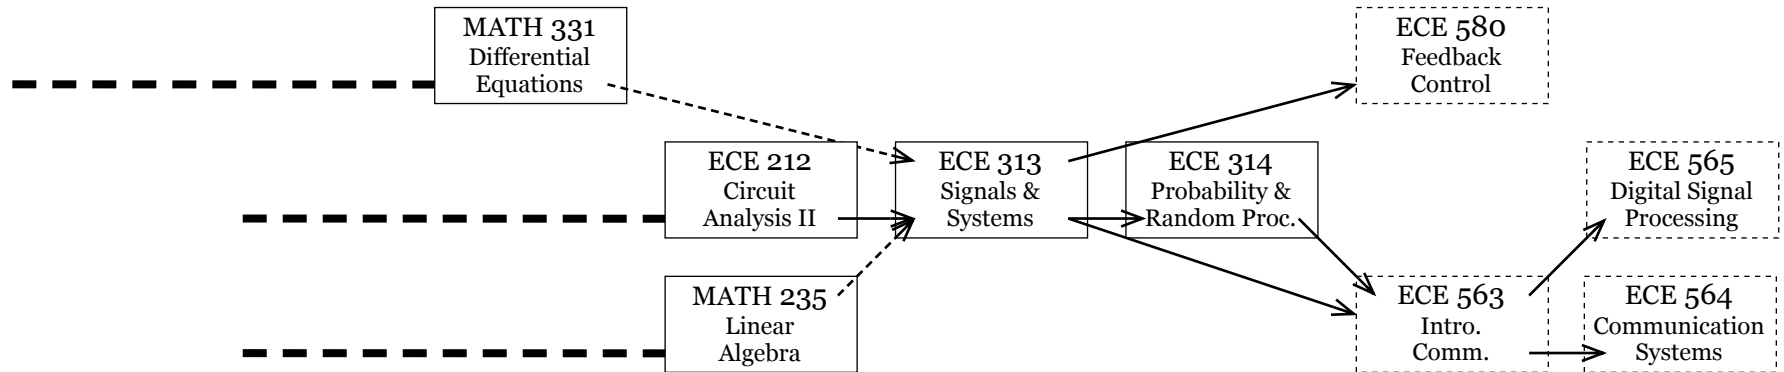 MATH 331
Differential
Equations
ECE 580
Feedback
Control
ECE 212
Circuit
Analysis II
ECE 313
Signals &
Systems
ECE 314
Probability &
Random Proc.
ECE 565
Digital Signal
Processing
MATH 235
Linear
Algebra
ECE 563
Intro.
Comm.
ECE 564
Communication
Systems